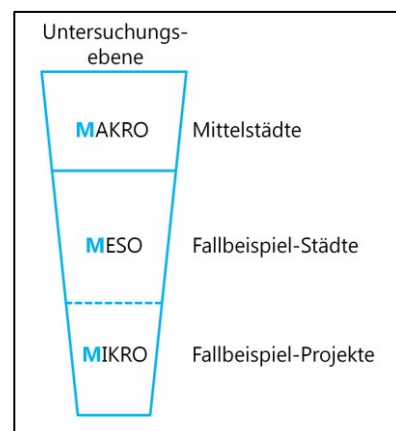 Untersuchungs-
ebene
MAKRO Mittelstädte
MESO Fallbeispiel-Städte
MIKRO Fallbeispiel-Projekte